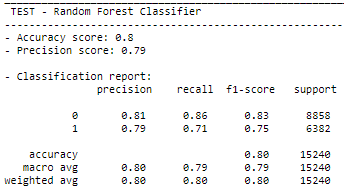 TEST - Random Forest Classifier
- Accuracy score: 0.8
- Precision score: 0.79
- Classification report:
precision recall f1-score support
0 0.81 0.86 0.83 8858
1 0.79 0.71 0.75 6382
accuracy 0.80 15240
macro avg 0.80 0.79 0.79 15240
weighted avg 0.80 0.80 0.80 15240